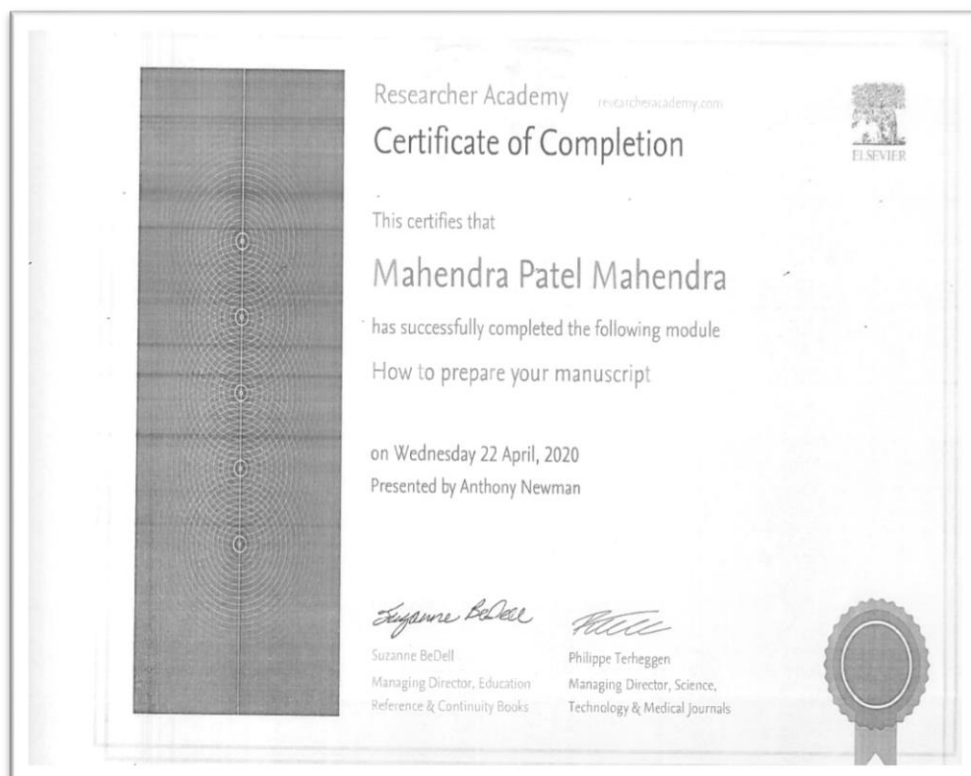 Researcher Academy researcheracademy.com
Certificate of Completion
ELSEVIER
This certifies that
Mahendra Patel Mahendra
has successfully completed the following module
How to prepare your manuscript
on Wednesday 22 April, 2020
Presented by Anthony Newman
Suzanne BeDell
Suzanne BeDell
Managing Director, Education
Reference & Continuity Books
Philippe Terheggen
Managing Director, Science,
Technology & Medical Journals